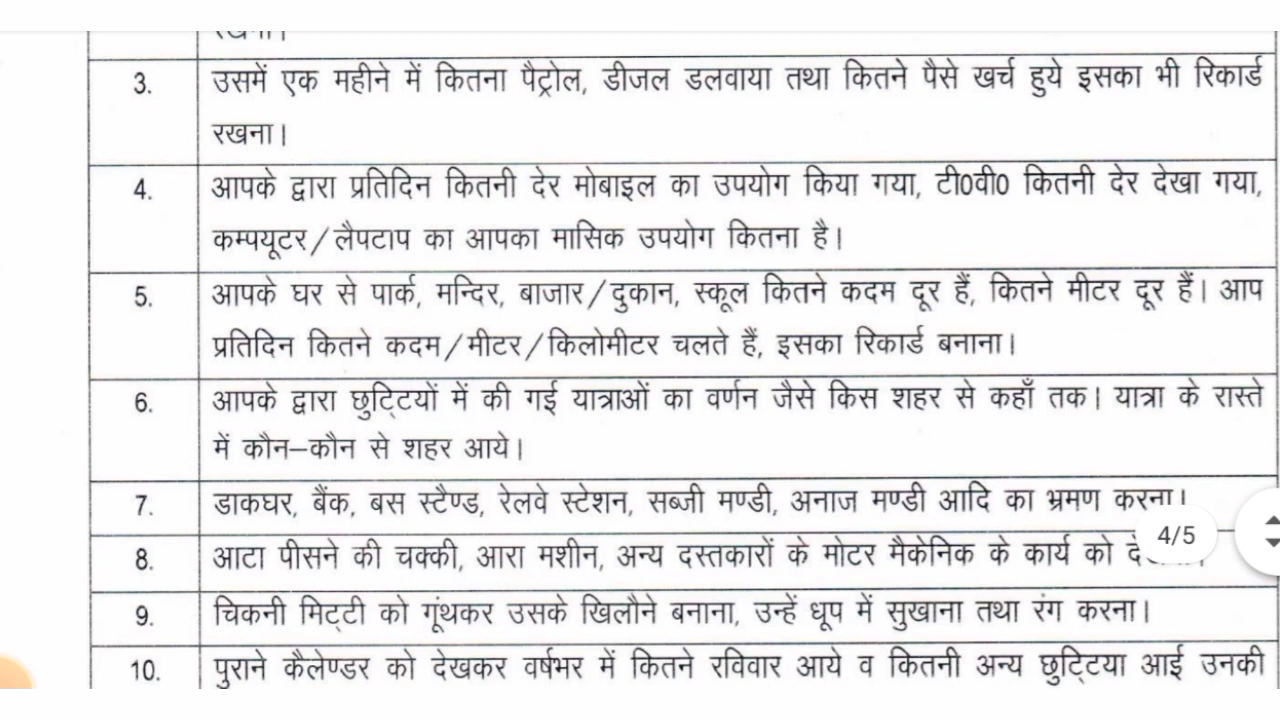 रखना।
3. उसमें एक महीने में कितना पैट्रोल, डीजल डलवाया तथा कितने पैसे खर्च हुये इसका भी रिकार्ड
रखना।
4. आपके द्वारा प्रतिदिन कितनी देर मोबाइल का उपयोग किया गया, टी0वी0 कितनी देर देखा गया,
कम्पयूटर/लैपटाप का आपका मासिक उपयोग कितना है।
5. आपके घर से पार्क, मन्दिर, बाजार/दुकान, स्कूल कितने कदम दूर हैं, कितने मीटर दूर हैं। आप
प्रतिदिन कितने कदम/मीटर/किलोमीटर चलते हैं, इसका रिकार्ड बनाना।
6. आपके द्वारा छुट्टियों में की गई यात्राओं का वर्णन जैसे किस शहर से कहाँ तक। यात्रा के रास्ते
में कौन–कौन से शहर आये।
7. डाकघर, बैंक, बस स्टैण्ड, रेलवे स्टेशन, सब्जी मण्डी, अनाज मण्डी आदि का भ्रमण करना।
4/5
8. आटा पीसने की चक्की, आरा मशीन, अन्य दस्तकारों के मोटर मैकेनिक के कार्य को
9. चिकनी मिट्टी को गूंथकर उसके खिलौने बनाना, उन्हें धूप में सुखाना तथा रंग करना।
10. पुराने कैलेण्डर को देखकर वर्षभर में कितने रविवार आये व कितनी अन्य छुट्टिया आई उनकी